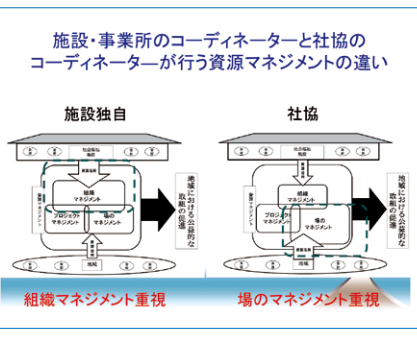 施設・事業所のコーディネーターと社協の
コーディネーターが行う資源マネジメントの違い
施設独自
社会福祉
施設
組織
マネジメント
プロジェクト
マネジメント
場の
マネジメント
地域
地域における公益的な
取組の促進
組織マネジメント重視
社協
社会福祉
施設
組織
マネジメント
プロジェクト
マネジメント
場の
マネジメント
地域
地域における公益的な
取組の促進
場のマネジメント重視